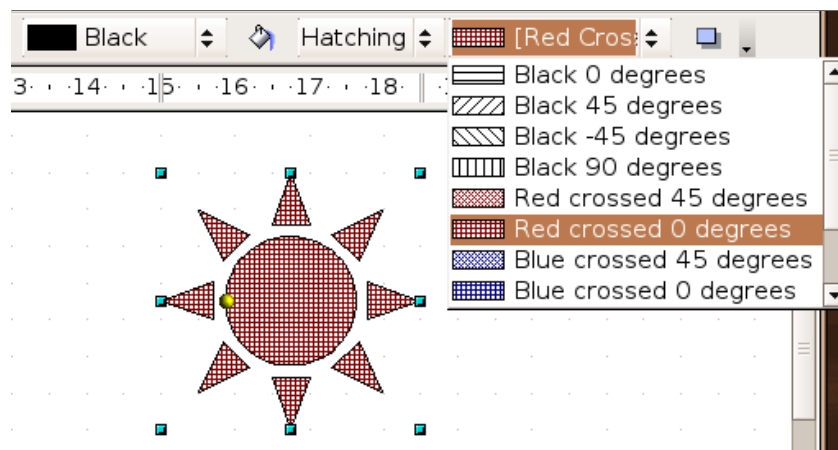 Black Hatching [Red Cros
3 14 15 16 17 18
Black 0 degrees
Black 45 degrees
Black -45 degrees
Black 90 degrees
Red crossed 45 degrees
Red crossed 0 degrees
Blue crossed 45 degrees
Blue crossed 0 degrees